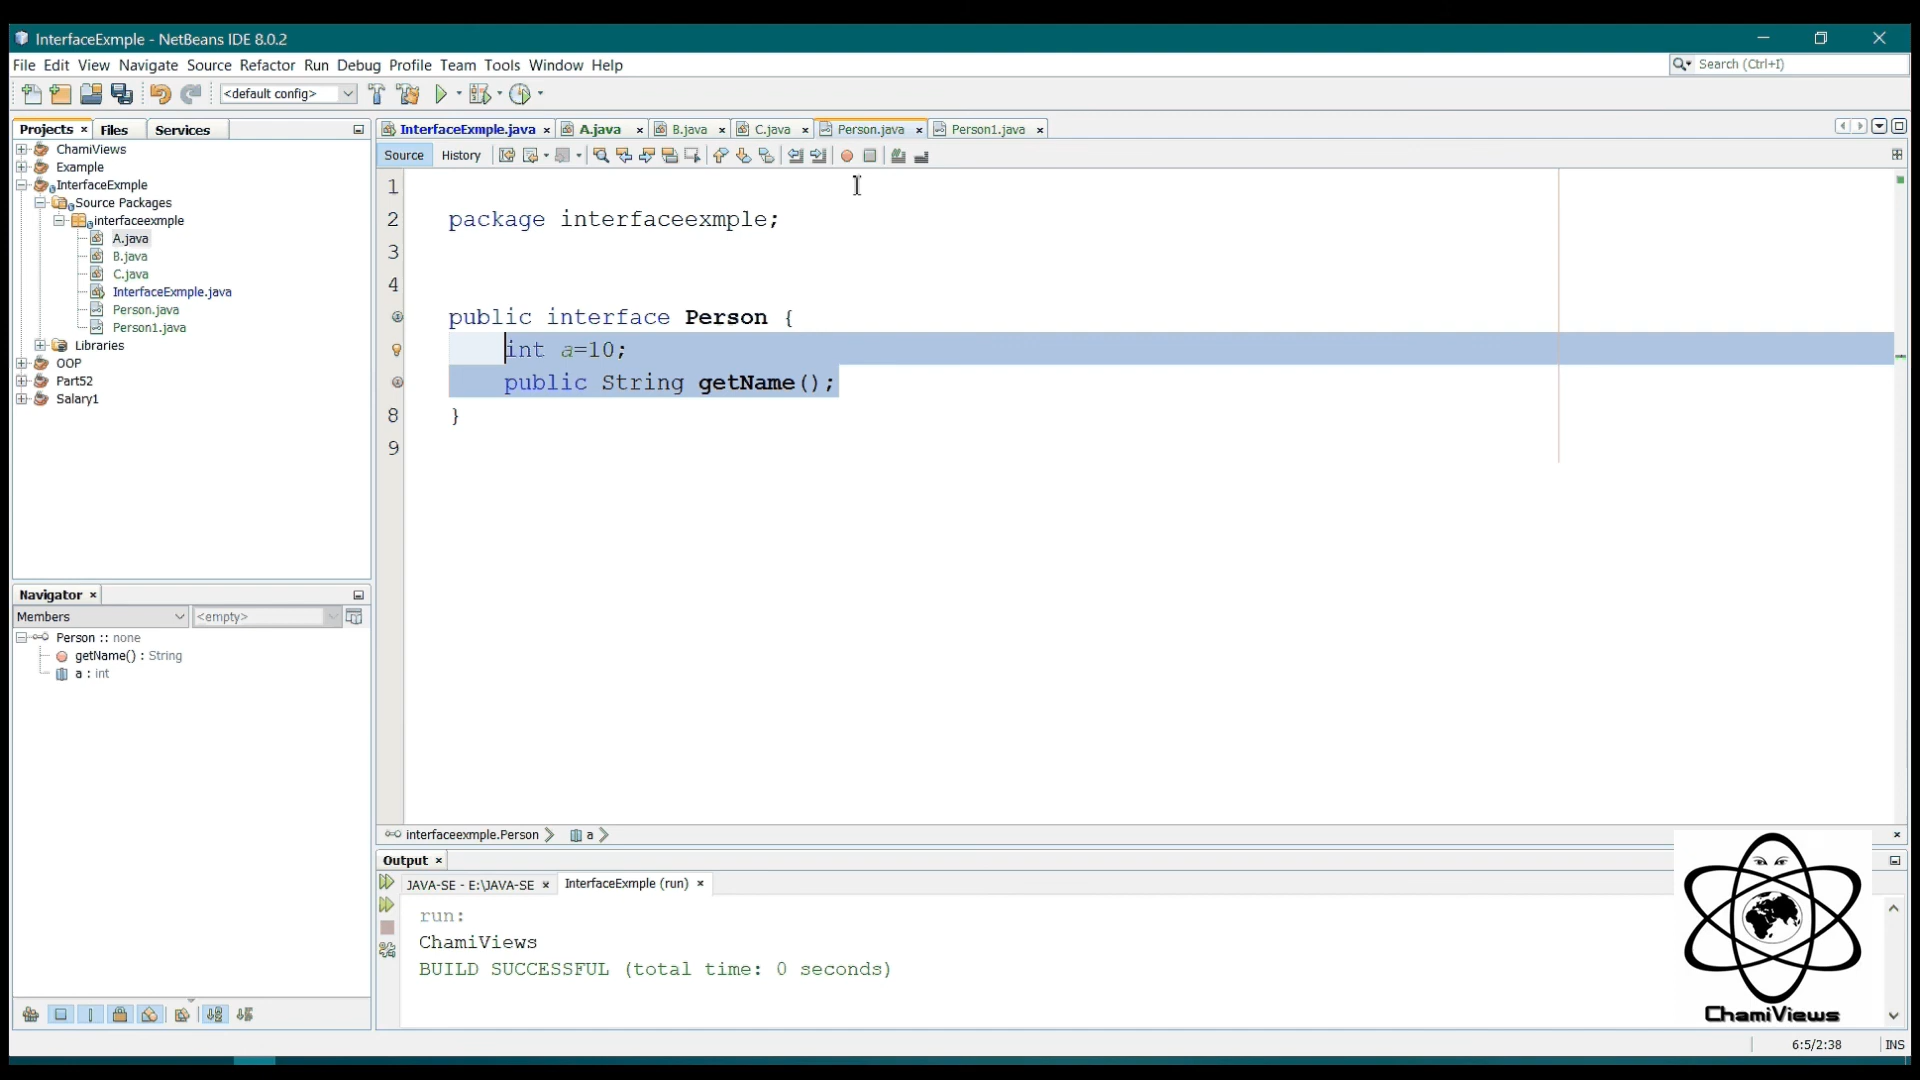 InterfaceExmple - NetBeans IDE 8.0.2
File Edit View Navigate Source Refactor Run Debug Profile Team Tools Window Help
Search (Ctrl+I)
<default config>
Projects Files Services
InterfaceExmple.java A.java B.java C.java Person.java Person1.java
Source History
ChamiViews
Example
InterfaceExmple
Source Packages
interfaceexmple
A.java
B.java
C.java
InterfaceExmple.java
Person.java
Person1.java
Libraries
OOP
Part52
Salary1
1
2 package interfaceexmple;
3
4
public interface Person {
int a=10;
public String getName();
8 }
9
Navigator
Members <empty>
Person :: none
getName() : String
a : int
interfaceexmple.Person a
Output
JAVA-SE - E:\JAVA-SE InterfaceExmple (run)
run:
ChamiViews
BUILD SUCCESSFUL (total time: 0 seconds)
ChamiViews
6:5/2:38 INS